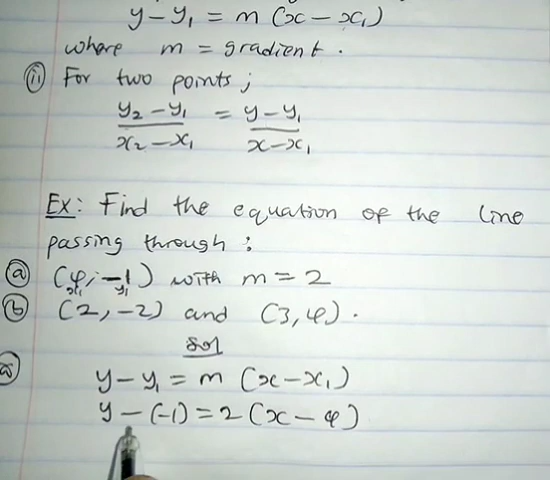 y - y₁ = m (x - x₁)
where m = gradient.
(ii) For two points;
y₂ - y₁ / x₂ - x₁ = y - y₁ / x - x₁
Ex: Find the equation of the line
passing through:
(a) (4, -1) with m = 2
x₁ y₁
(b) (2, -2) and (3, 4).
sol
(a)
y - y₁ = m (x - x₁)
y - (-1) = 2 (x - 4)